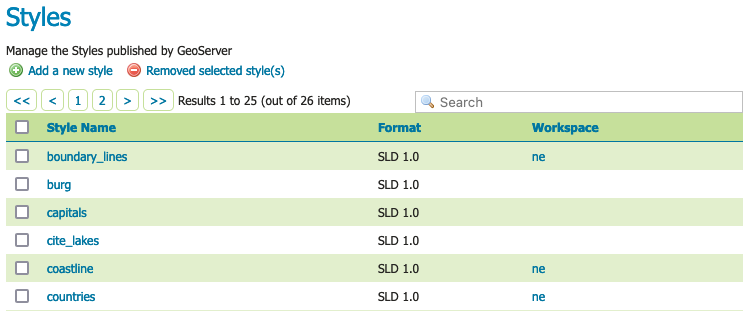 Styles
Manage the Styles published by GeoServer
Add a new style Removed selected style(s)
<< < 1 2 > >> Results 1 to 25 (out of 26 items) Search
Style Name Format Workspace
boundary_lines SLD 1.0 ne
burg SLD 1.0
capitals SLD 1.0
cite_lakes SLD 1.0
coastline SLD 1.0 ne
countries SLD 1.0 ne